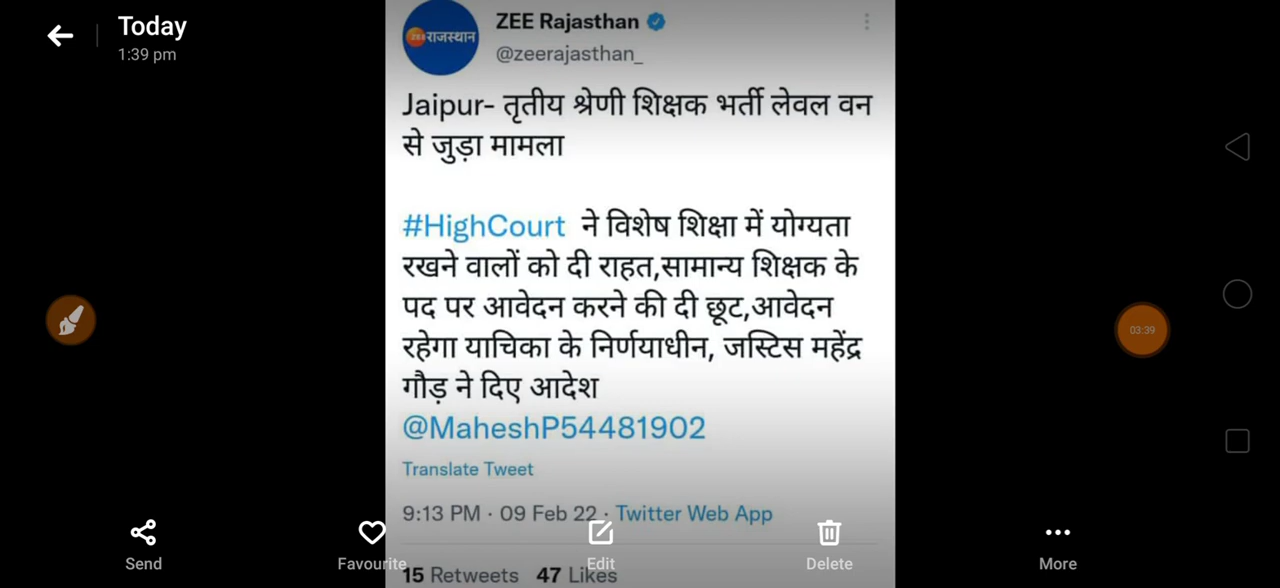 Today
1:39 pm
ZEE राजस्थान
ZEE Rajasthan
@zeerajasthan_
Jaipur- तृतीय श्रेणी शिक्षक भर्ती लेवल वन
से जुड़ा मामला
#HighCourt ने विशेष शिक्षा में योग्यता
रखने वालों को दी राहत,सामान्य शिक्षक के
पद पर आवेदन करने की दी छूट,आवेदन
रहेगा याचिका के निर्णयाधीन, जस्टिस महेंद्र
गौड़ ने दिए आदेश
@MaheshP54481902
Translate Tweet
9:13 PM · 09 Feb 22 · Twitter Web App
15 Retweets 47 Likes
03:39
Send
Favourite
Edit
Delete
More